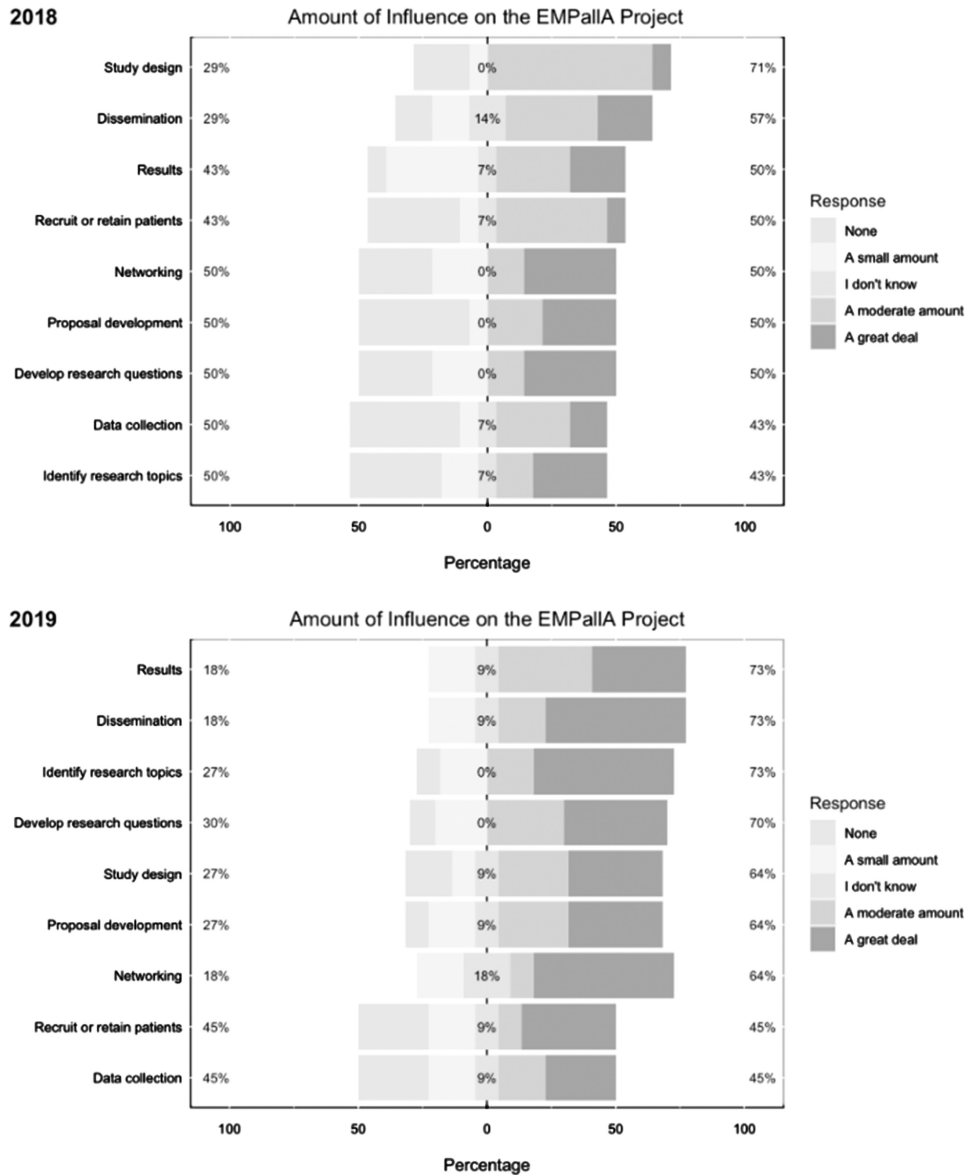 2018 Amount of Influence on the EMPallA Project
Study design 29% 0% 71%
Dissemination 29% 14% 57%
Results 43% 7% 50%
Recruit or retain patients 43% 7% 50%
Networking 50% 0% 50%
Proposal development 50% 0% 50%
Develop research questions 50% 0% 50%
Data collection 50% 7% 43%
Identify research topics 50% 7% 43%
100 50 0 50 100
Percentage
Response
None
A small amount
I don't know
A moderate amount
A great deal
2019 Amount of Influence on the EMPallA Project
Results 18% 9% 73%
Dissemination 18% 9% 73%
Identify research topics 27% 0% 73%
Develop research questions 30% 0% 70%
Study design 27% 9% 64%
Proposal development 27% 9% 64%
Networking 18% 18% 64%
Recruit or retain patients 45% 9% 45%
Data collection 45% 9% 45%
100 50 0 50 100
Percentage
Response
None
A small amount
I don't know
A moderate amount
A great deal